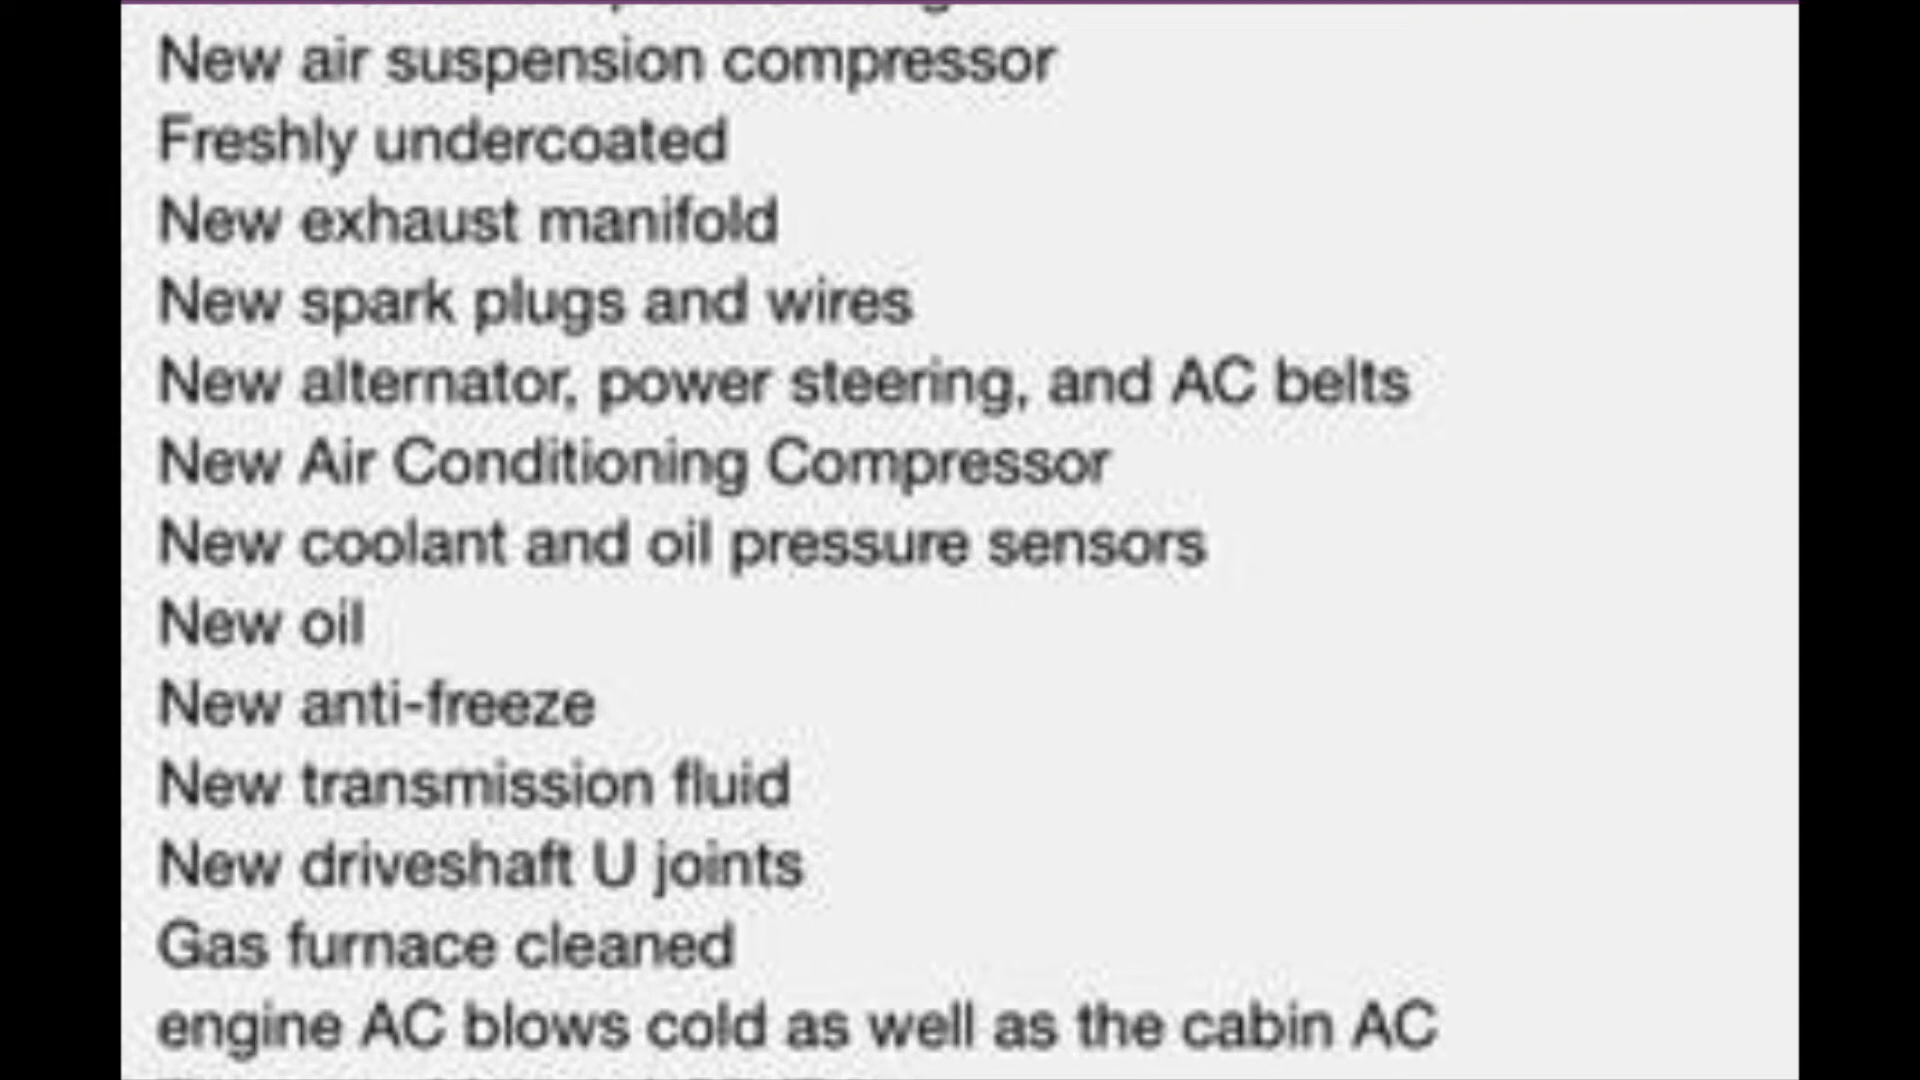 New air suspension compressor
Freshly undercoated
New exhaust manifold
New spark plugs and wires
New alternator, power steering, and AC belts
New Air Conditioning Compressor
New coolant and oil pressure sensors
New oil
New anti-freeze
New transmission fluid
New driveshaft U joints
Gas furnace cleaned
engine AC blows cold as well as the cabin AC